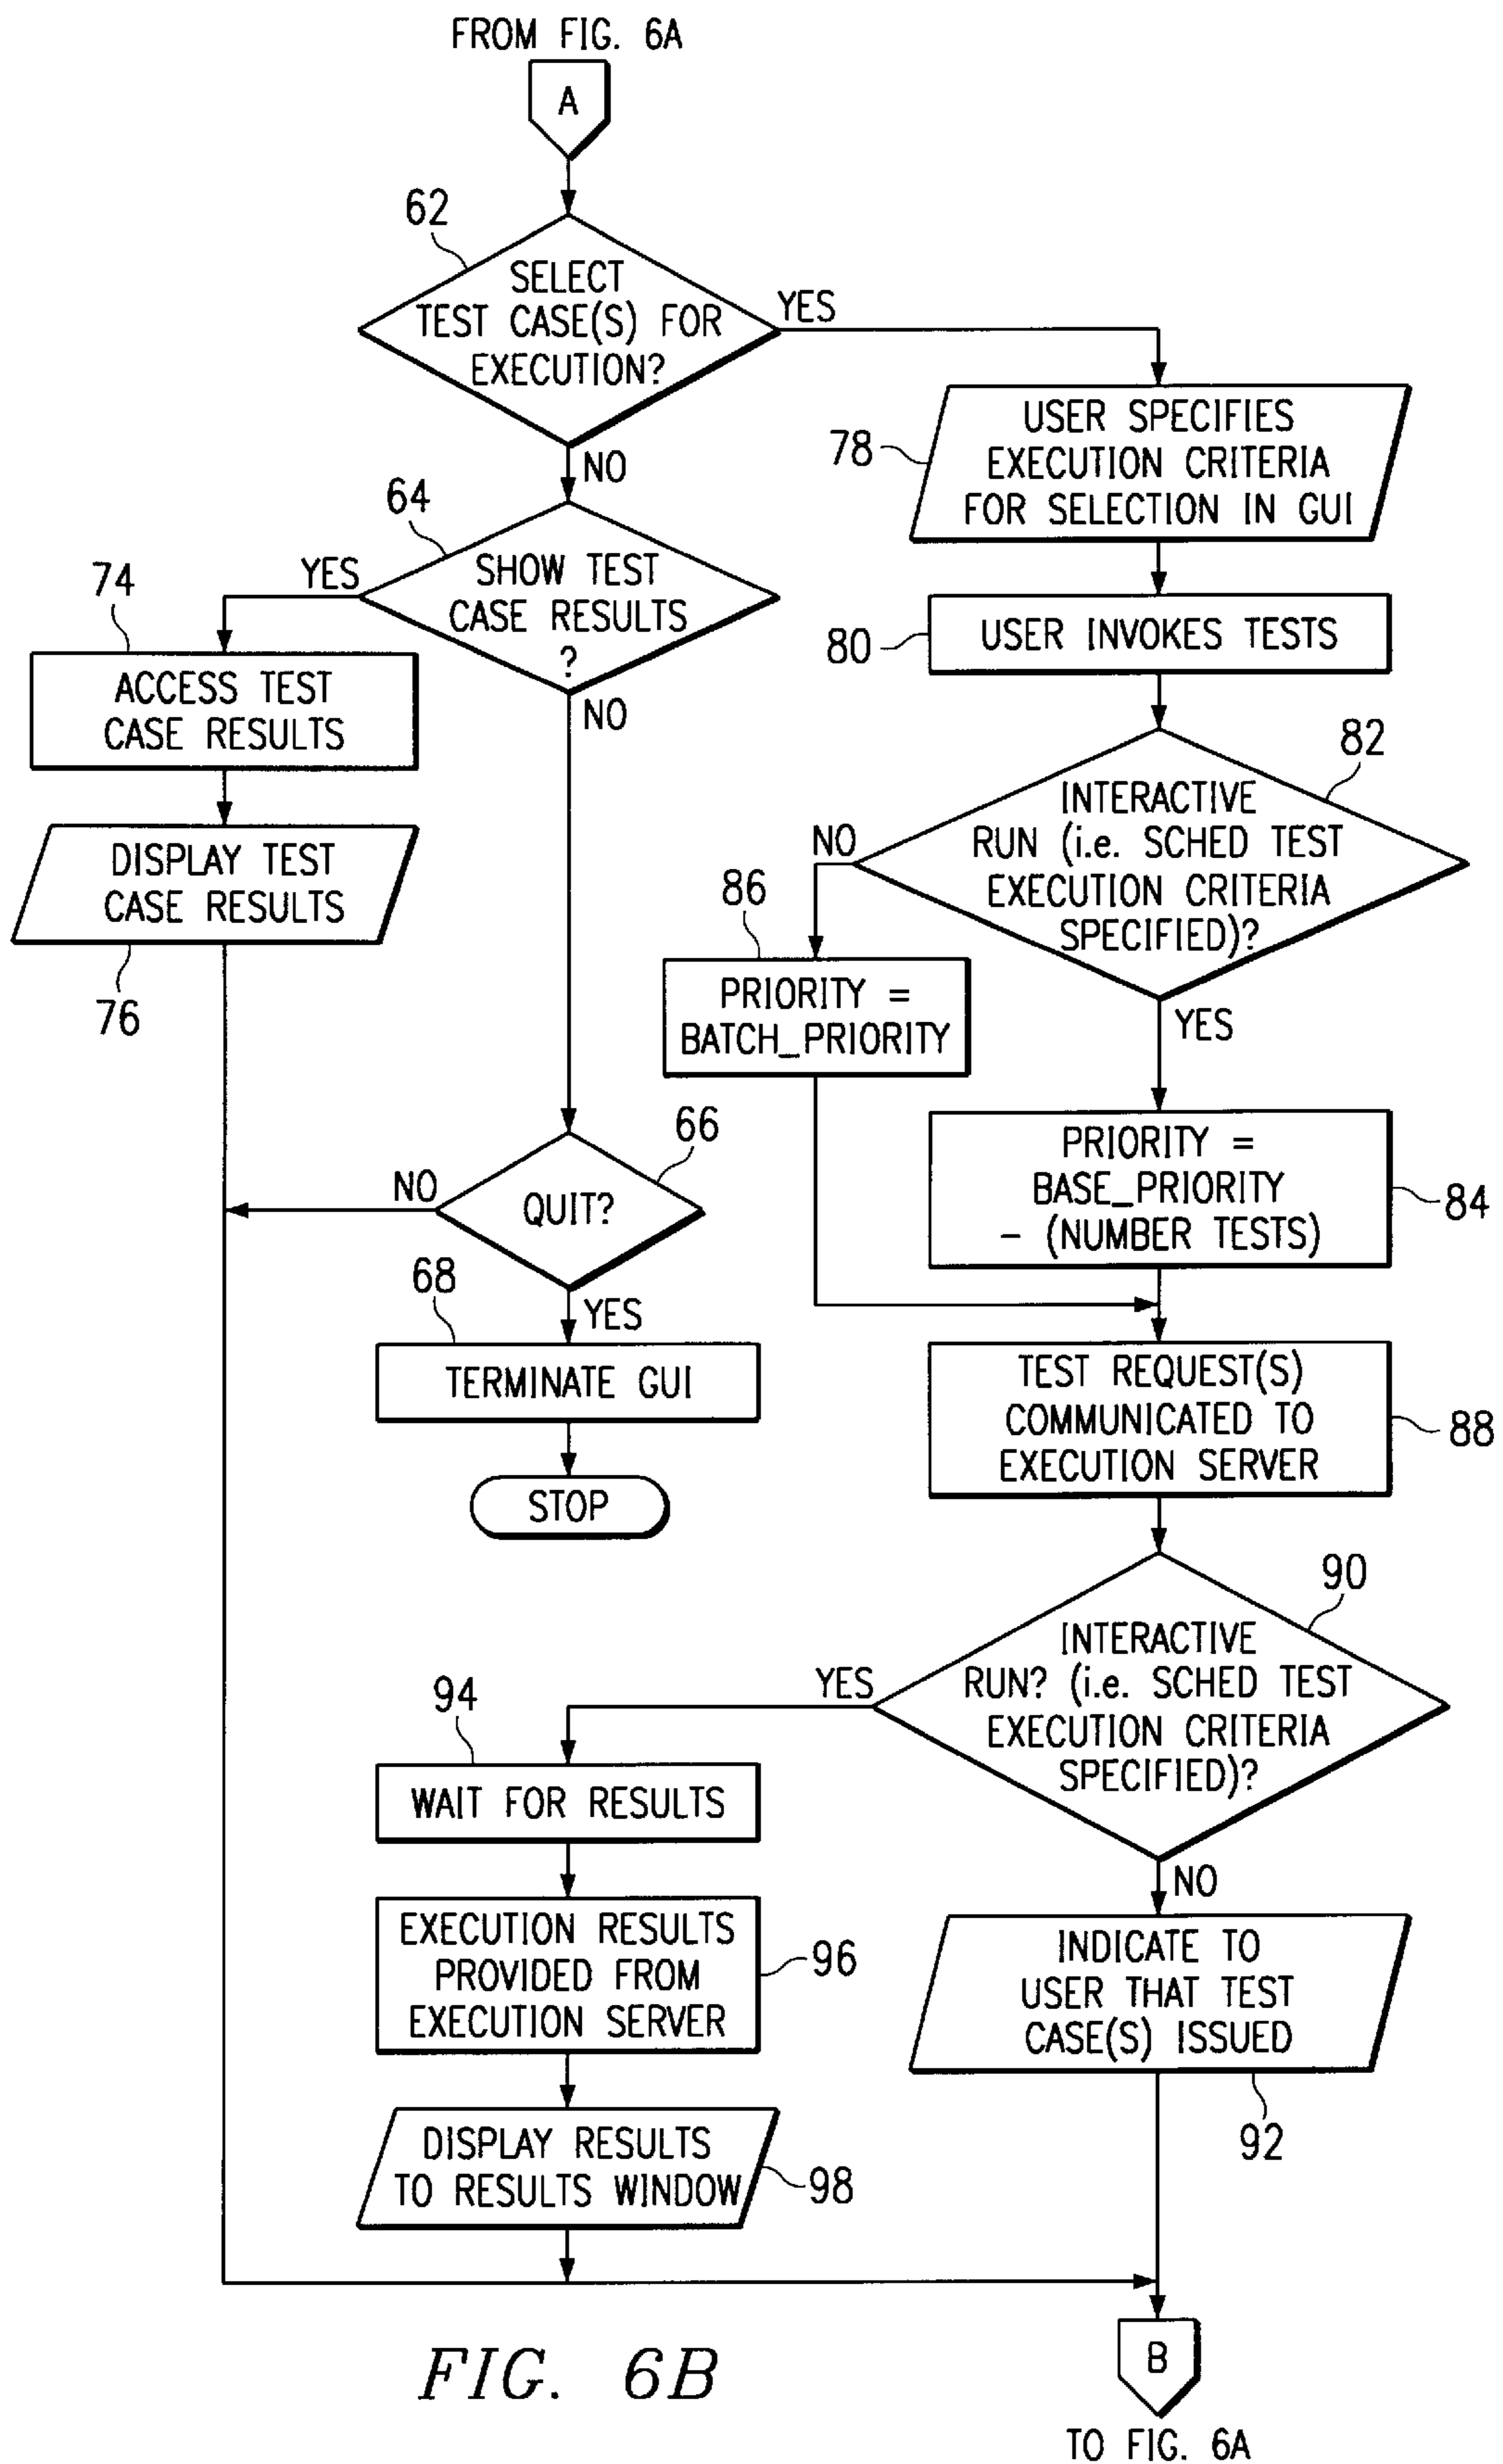 FROM FIG. 6A
A
62
SELECT
TEST CASE(S) FOR
EXECUTION?
YES
NO
78
USER SPECIFIES
EXECUTION CRITERIA
FOR SELECTION IN GUI
64
SHOW TEST
CASE RESULTS
?
YES
NO
74
ACCESS TEST
CASE RESULTS
80
USER INVOKES TESTS
DISPLAY TEST
CASE RESULTS
76
82
INTERACTIVE
RUN (i.e. SCHED TEST
EXECUTION CRITERIA
SPECIFIED)?
NO
YES
86
PRIORITY =
BATCH_PRIORITY
66
QUIT?
NO
YES
PRIORITY =
BASE_PRIORITY
- (NUMBER TESTS)
84
68
TERMINATE GUI
STOP
TEST REQUEST(S)
COMMUNICATED TO
EXECUTION SERVER
88
90
INTERACTIVE
RUN? (i.e. SCHED TEST
EXECUTION CRITERIA
SPECIFIED)?
YES
NO
94
WAIT FOR RESULTS
EXECUTION RESULTS
PROVIDED FROM
EXECUTION SERVER
96
INDICATE TO
USER THAT TEST
CASE(S) ISSUED
92
DISPLAY RESULTS
TO RESULTS WINDOW
98
B
TO FIG. 6A
FIG. 6B